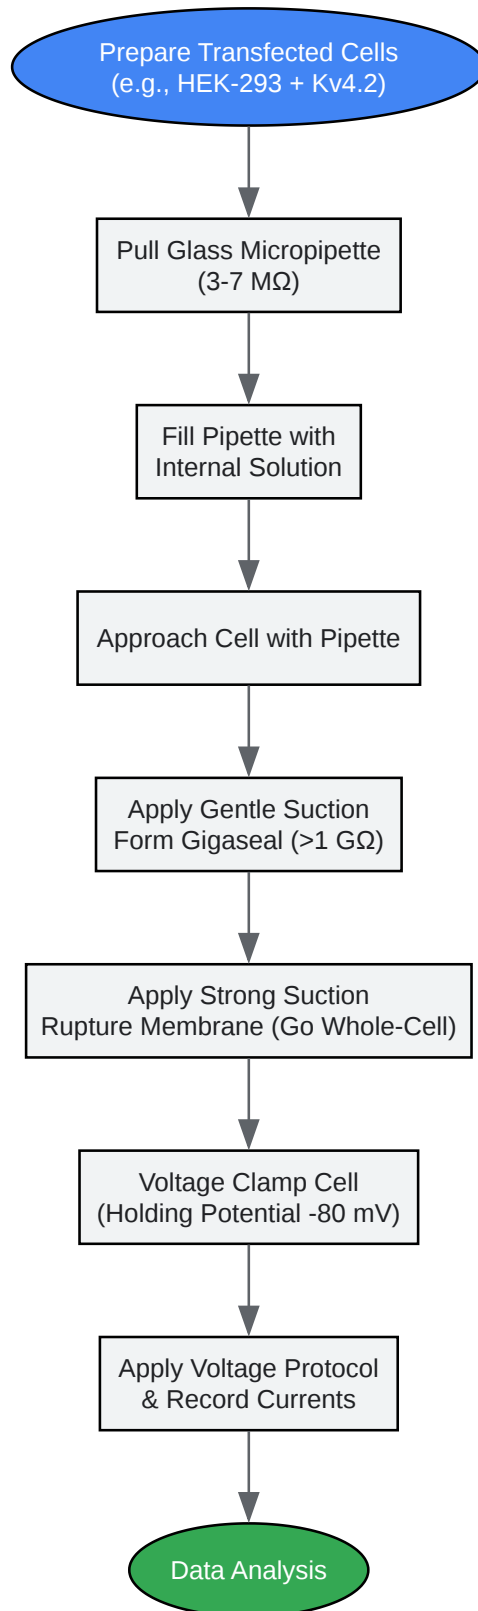 Prepare Transfected Cells
(e.g., HEK-293 + Kv4.2)
Pull Glass Micropipette
(3-7 MΩ)
Fill Pipette with
Internal Solution
Approach Cell with Pipette
Apply Gentle Suction
Form Gigaseal (>1 GΩ)
Apply Strong Suction
Rupture Membrane (Go Whole-Cell)
Voltage Clamp Cell
(Holding Potential -80 mV)
Apply Voltage Protocol
& Record Currents
Data Analysis